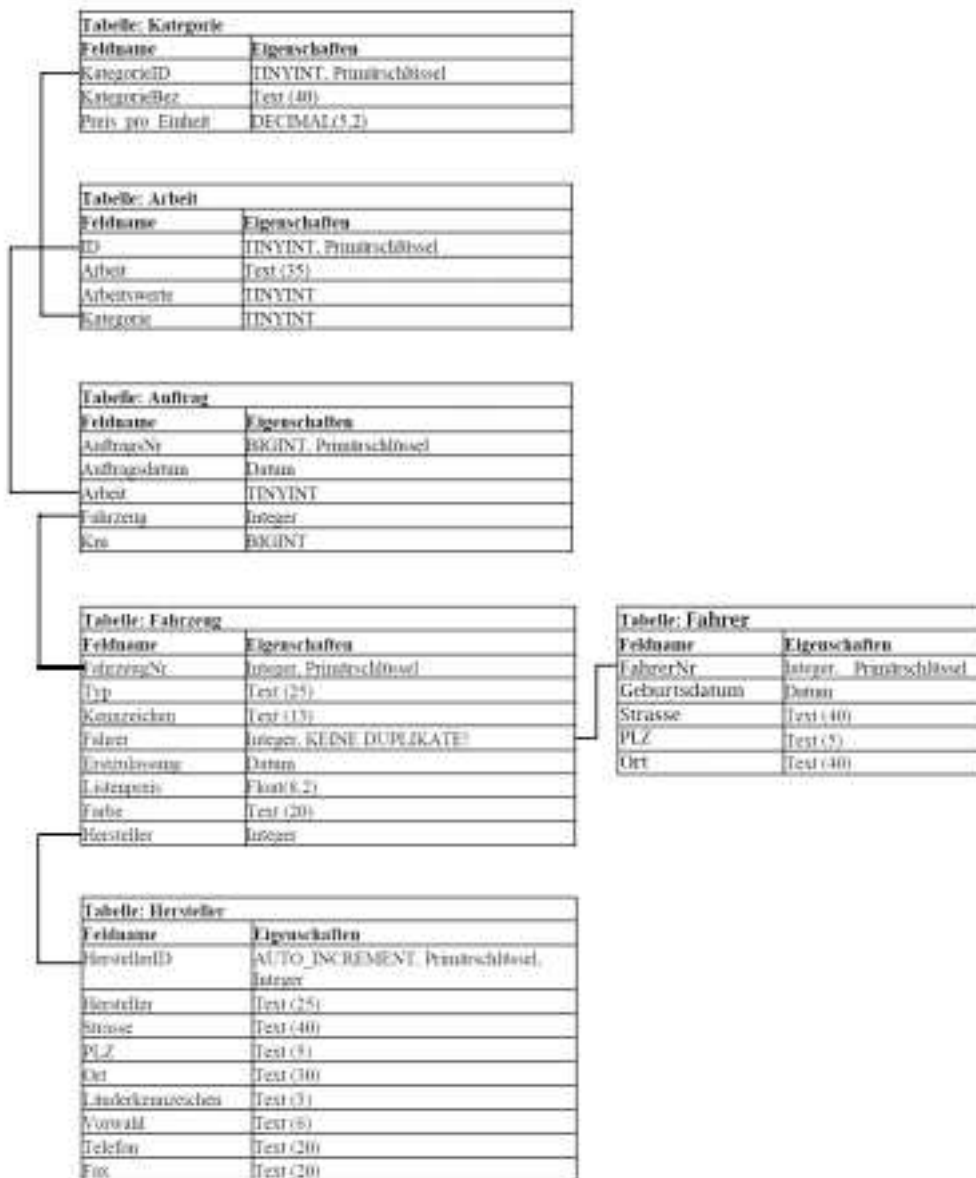 Tabelle: Kategorie
Feldname Eigenschaften
KategorieID TINYINT, Primärschlüssel
KategorieBez Text (40)
Preis pro Einheit DECIMAL(5,2)
Tabelle: Arbeit
Feldname Eigenschaften
ID TINYINT, Primärschlüssel
Arbeit Text (35)
Arbeitswerte TINYINT
Kategorie TINYINT
Tabelle: Auftrag
Feldname Eigenschaften
AuftragsNr BIGINT, Primärschlüssel
Auftragsdatum Datum
Arbeit TINYINT
Fahrzeug Integer
Km BIGINT
Tabelle: Fahrzeug
Feldname Eigenschaften
FahrzeugNr Integer, Primärschlüssel
Typ Text (25)
Kennzeichen Text (13)
Fahrer Integer, KEINE DUPLIKATE!
Erstzulassung Datum
Listenpreis Float(8,2)
Farbe Text (20)
Hersteller Integer
Tabelle: Fahrer
Feldname Eigenschaften
FahrerNr Integer, Primärschlüssel
Geburtsdatum Datum
Strasse Text (40)
PLZ Text (5)
Ort Text (40)
Tabelle: Hersteller
Feldname Eigenschaften
HerstellerID AUTO_INCREMENT, Primärschlüssel,
Integer
Hersteller Text (25)
Strasse Text (40)
PLZ Text (5)
Ort Text (30)
Länderkennzeichen Text (3)
Vorwahl Text (6)
Telefon Text (20)
Fax Text (20)